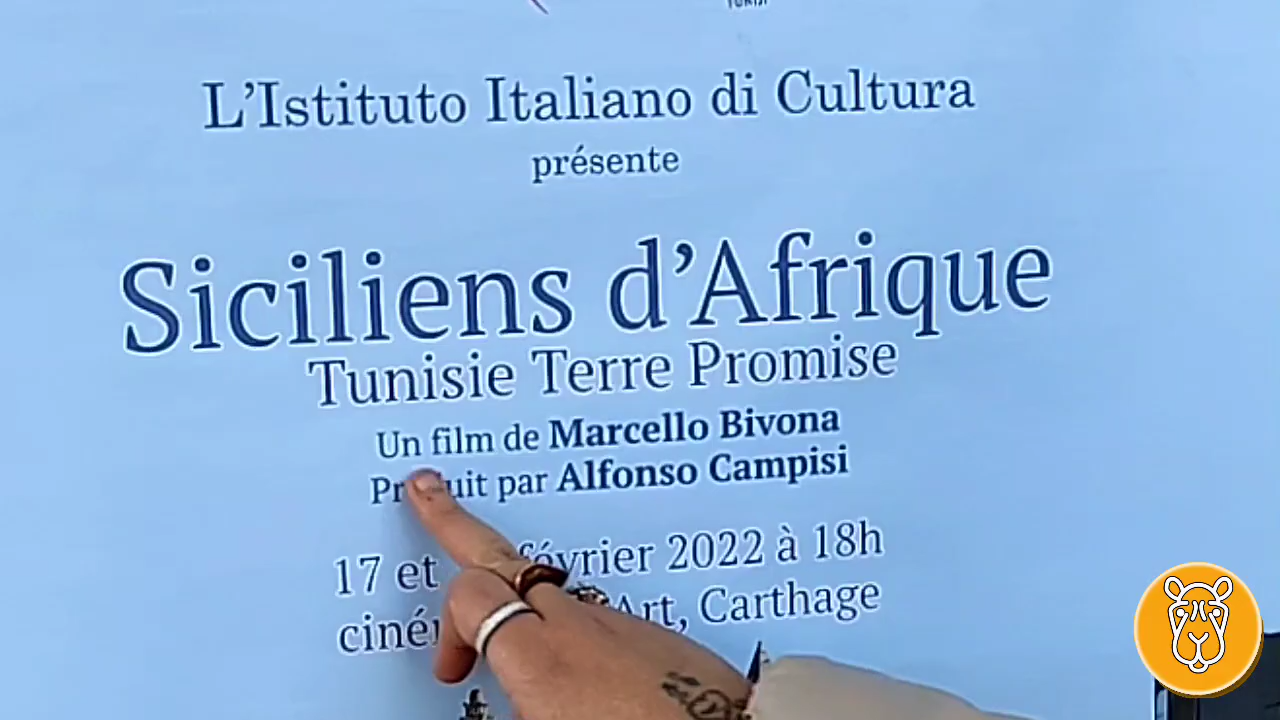 L'Istituto Italiano di Cultura
présente
Siciliens d'Afrique
Tunisie Terre Promise
Un film de Marcello Bivona
Produit par Alfonso Campisi
17 et février 2022 à 18h
Art, Carthage